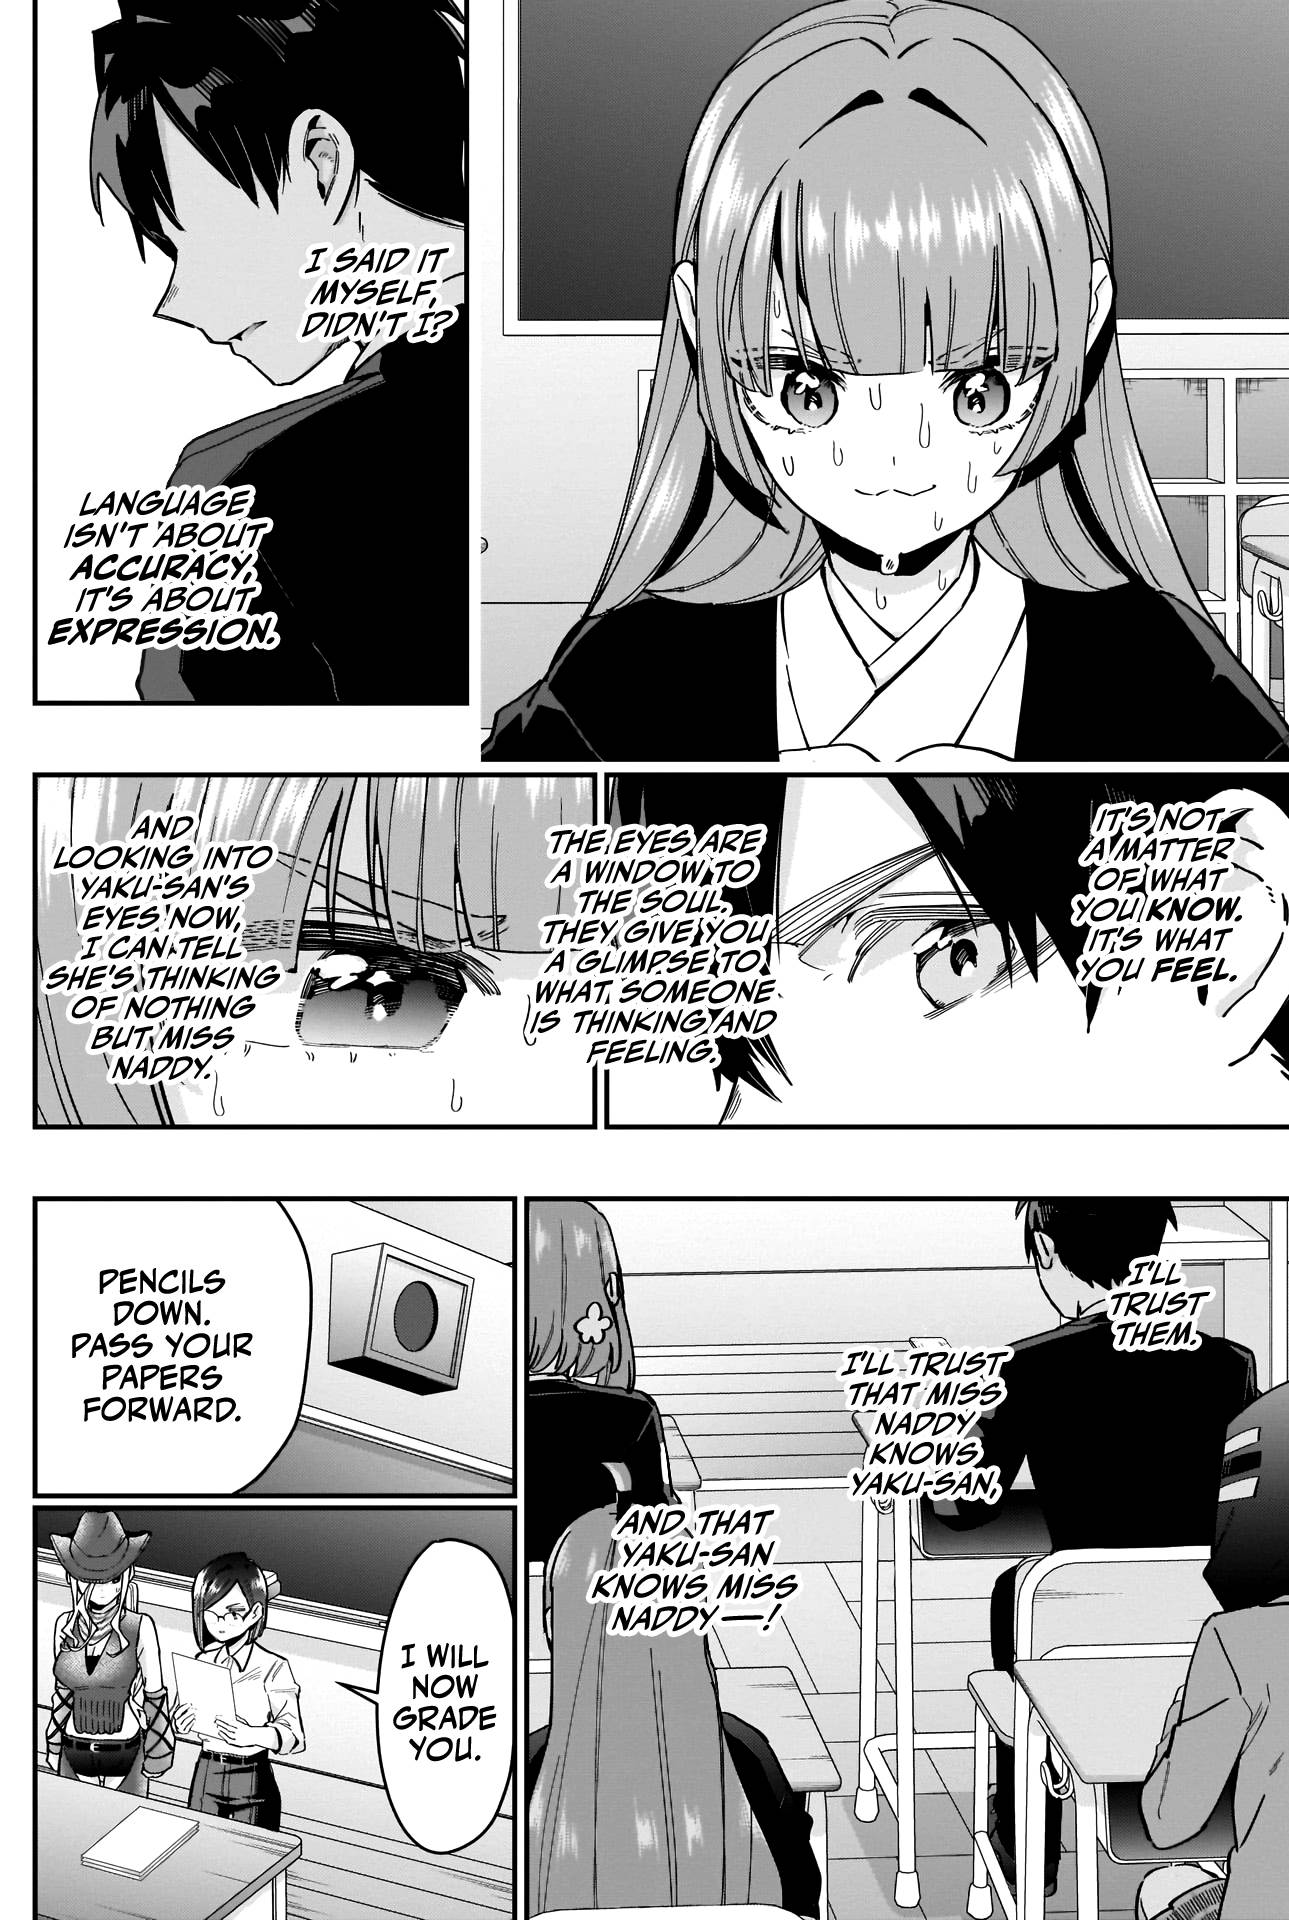 I SAID IT
MYSELF,
DIDN'T I?
LANGUAGE
ISN'T ABOUT
ACCURACY,
IT'S ABOUT
EXPRESSION.
IT'S NOT
A MATTER
OF WHAT
YOU KNOW.
IT'S WHAT
YOU FEEL.
THE EYES ARE
A WINDOW TO
THE SOUL.
THEY GIVE YOU
A GLIMPSE TO
WHAT SOMEONE
IS THINKING AND
FEELING.
AND
LOOKING INTO
YAKU-SAN'S
EYES NOW,
I CAN TELL
SHE'S THINKING
OF NOTHING
BUT MISS
NADDY.
I'LL
TRUST
THEM.
I'LL TRUST
THAT MISS
NADDY
KNOWS
YAKU-SAN,
AND THAT
YAKU-SAN
KNOWS MISS
NADDY—!
PENCILS
DOWN.
PASS YOUR
PAPERS
FORWARD.
I WILL
NOW
GRADE
YOU.